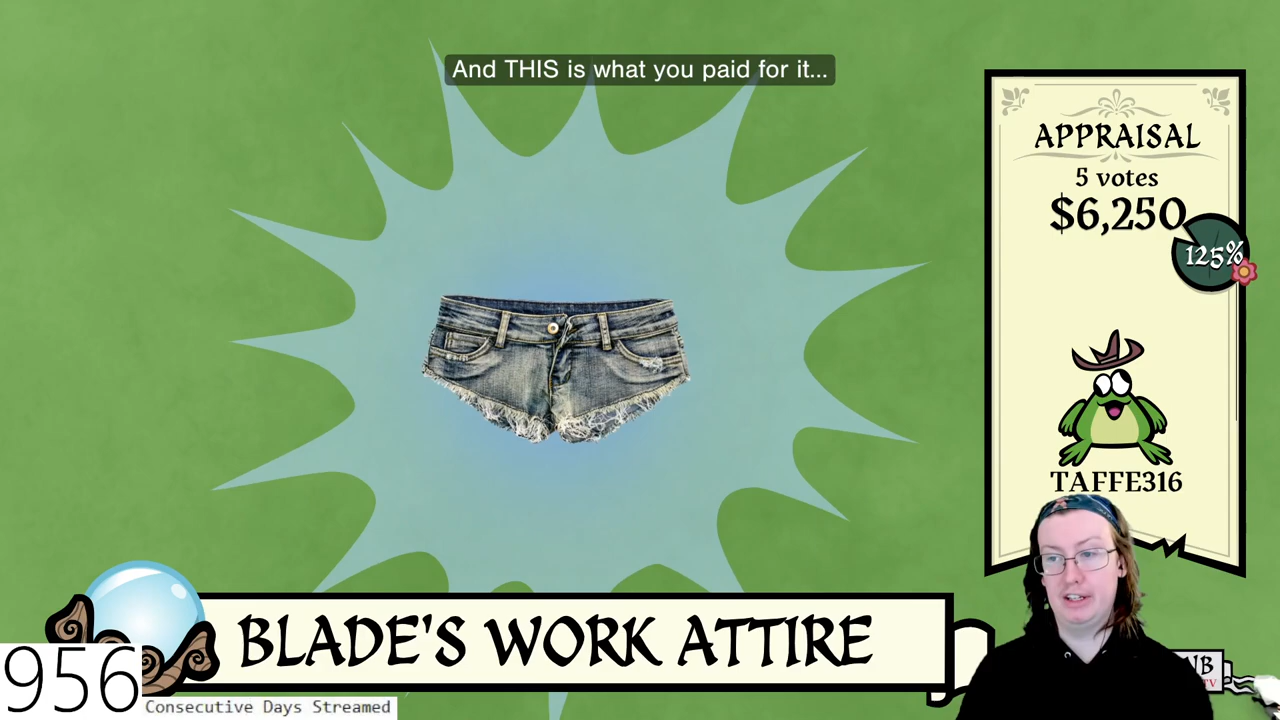 And THIS is what you paid for it...
APPRAISAL
5 votes
$6,250
125%
TAFFE316
BLADE'S WORK ATTIRE
956
Consecutive Days Streamed